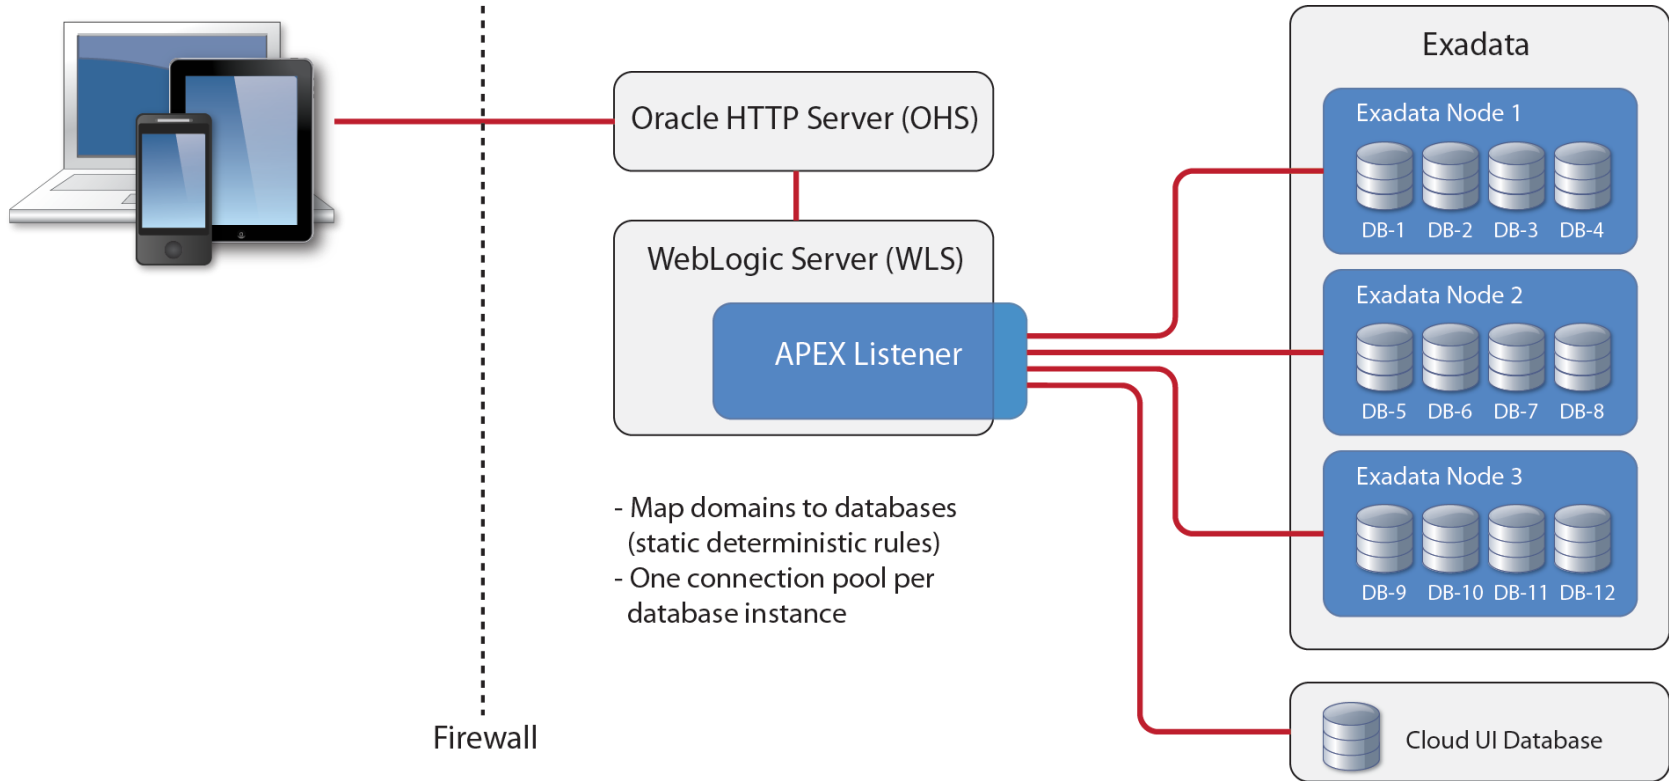 Exadata
Exadata Node 1
DB-1 DB-2 DB-3 DB-4
Exadata Node 2
DB-5 DB-6 DB-7 DB-8
Exadata Node 3
DB-9 DB-10 DB-11 DB-12
Cloud UI Database
Oracle HTTP Server (OHS)
WebLogic Server (WLS)
APEX Listener
- Map domains to databases
(static deterministic rules)
- One connection pool per
database instance
Firewall